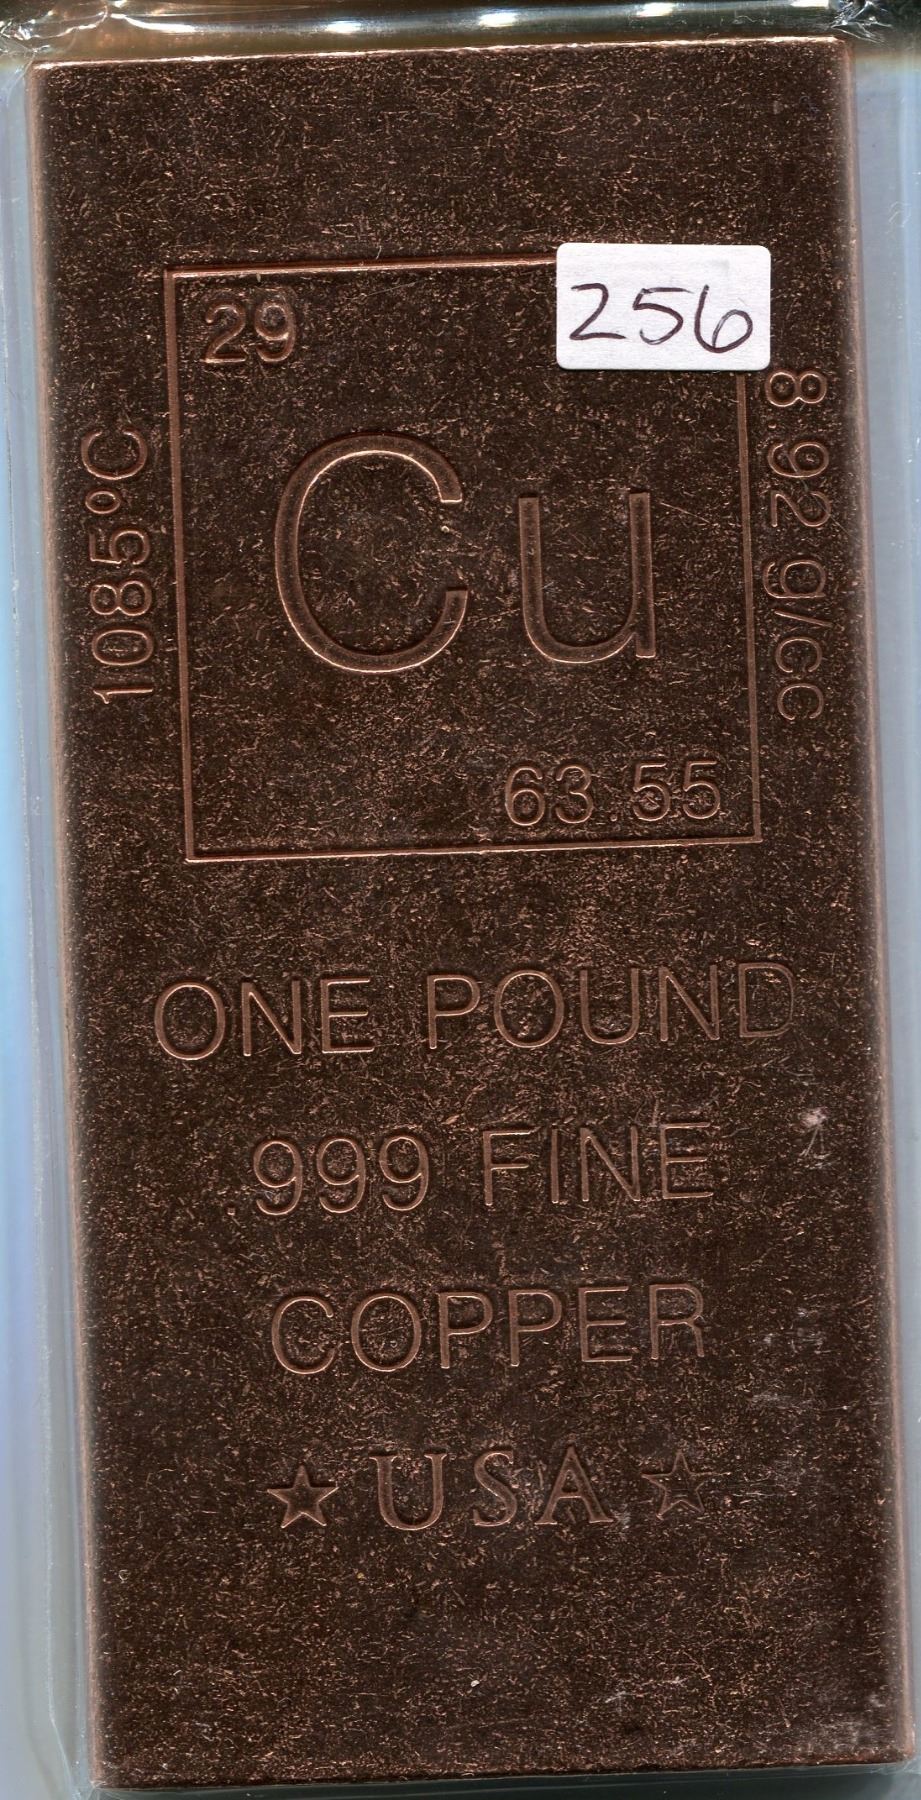 256
29
1085°C
Cu
8.92 g/cc
63.55
ONE POUND
.999 FINE
COPPER
★ USA ★